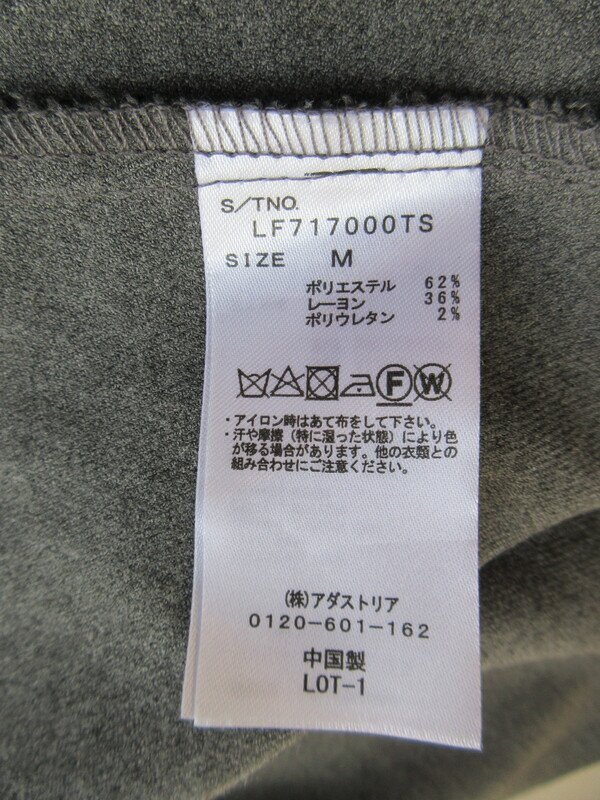 S/TNO.
LF717000TS
SIZE M
ポリエステル 62%
レーヨン 36%
ポリウレタン 2%
F W
・アイロン時はあて布をして下さい。
・汗や摩擦（特に湿った状態）により色
が移る場合があります。他の衣類との
組み合わせにご注意ください。
(株)アダストリア
0120-601-162
中国製
LOT-1